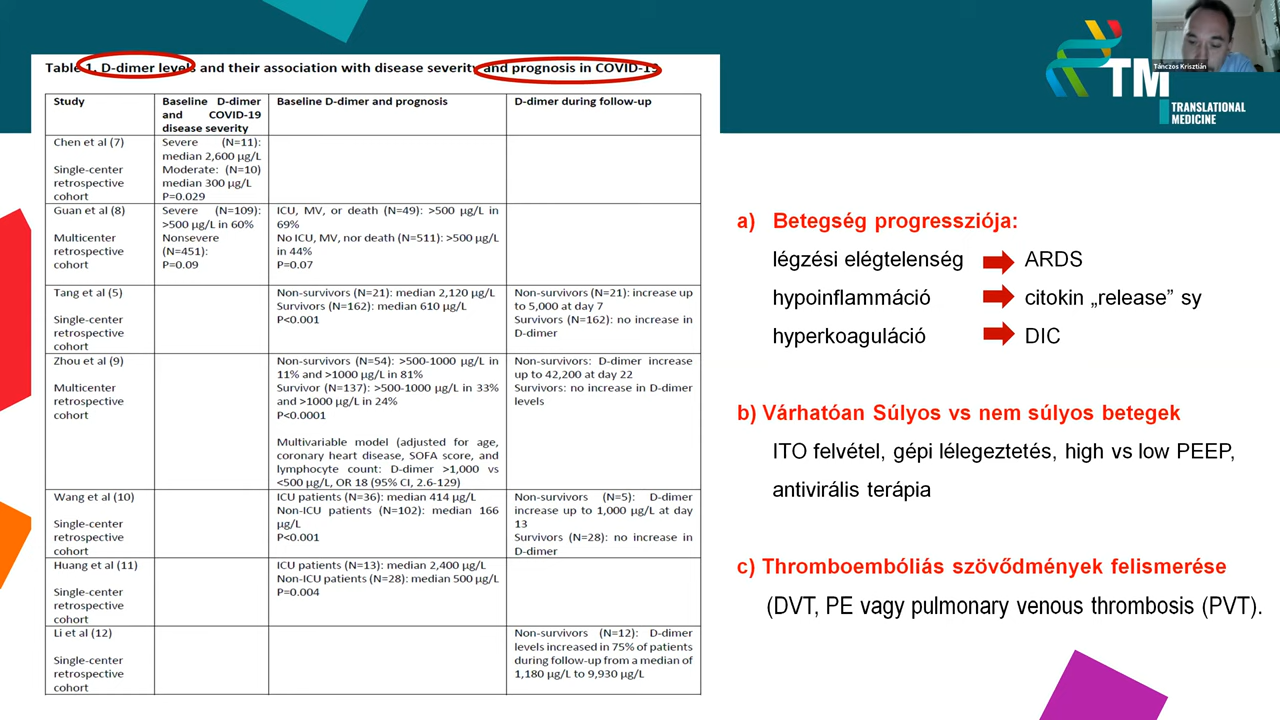 Table 1. D-dimer levels and their association with disease severity and prognosis in COVID-19
Study
Baseline D-dimer
and COVID-19
disease severity
Baseline D-dimer and prognosis
D-dimer during follow-up
Chen et al (7)
Single-center
retrospective
cohort
Severe (N=11):
median 2,600 µg/L
Moderate: (N=10)
median 300 µg/L
P=0.029
Guan et al (8)
Multicenter
retrospective
cohort
Severe (N=109):
>500 µg/L in 60%
Nonsevere
(N=451):
P=0.09
ICU, MV, or death (N=49): >500 µg/L in
69%
No ICU, MV, nor death (N=511): >500 µg/L
in 44%
P=0.07
Tang et al (5)
Single-center
retrospective
cohort
Non-survivors (N=21): median 2,120 µg/L
Survivors (N=162): median 610 µg/L
P<0.001
Non-survivors (N=21): increase up
to 5,000 at day 7
Survivors (N=162): no increase in
D-dimer
Zhou et al (9)
Multicenter
retrospective
cohort
Non-survivors (N=54): >500-1000 µg/L in
11% and >1000 µg/L in 81%
Survivor (N=137): >500-1000 µg/L in 33%
and >1000 µg/L in 24%
P<0.0001
Multivariable model (adjusted for age,
coronary heart disease, SOFA score, and
lymphocyte count: D-dimer >1,000 vs
<500 µg/L, OR 18 (95% CI, 2.6-129)
Non-survivors: D-dimer increase
up to 42,200 at day 22
Survivors: no increase in D-dimer
levels
Wang et al (10)
Single-center
retrospective
cohort
ICU patients (N=36): median 414 µg/L
Non-ICU patients (N=102): median 166
µg/L
P<0.001
Non-survivors (N=5): D-dimer
increase up to 1,000 µg/L at day
13
Survivors (N=28): no increase in
D-dimer
Huang et al (11)
Single-center
retrospective
cohort
ICU patients (N=13): median 2,400 µg/L
Non-ICU patients (N=28): median 500 µg/L
P=0.004
Li et al (12)
Single-center
retrospective
cohort
Non-survivors (N=12): D-dimer
levels increased in 75% of patients
during follow-up from a median of
1,180 µg/L to 9,930 µg/L
Tánczos Krisztián
TM
TRANSLATIONAL
MEDICINE
a) Betegség progressziója:
légzési elégtelenség ARDS
hypoinflammáció citokin „release” sy
hyperkoaguláció DIC
b) Várhatóan Súlyos vs nem súlyos betegek
ITO felvétel, gépi lélegeztetés, high vs low PEEP,
antivirális terápia
c) Thromboembóliás szövődmények felismerése
(DVT, PE vagy pulmonary venous thrombosis (PVT).